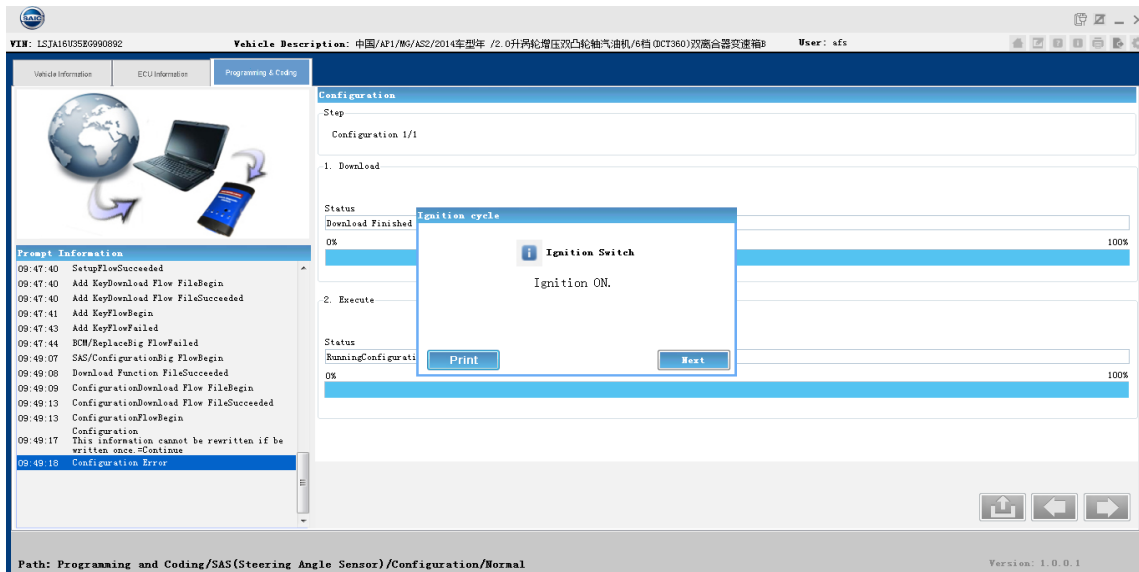 SAIC
VIN: LSJA16U35EG990892 Vehicle Description: 中国/AP1/MG/AS2/2014车型年 /2.0升涡轮增压双凸轮轴汽油机/6档(DCT360)双离合器变速箱B User: sfs
Vehicle Information ECU Information Programming & Coding
Configuration
Step
Configuration 1/1
1. Download
Status
Download Finished
0% 100%
2. Execute
Status
RunningConfigurati
0% 100%
Ignition cycle
Ignition Switch
Ignition ON.
Print Next
Prompt Information
09:47:40 SetupFlowSucceeded
09:47:40 Add KeyDownload Flow FileBegin
09:47:40 Add KeyDownload Flow FileSucceeded
09:47:41 Add KeyFlowBegin
09:47:43 Add KeyFlowFailed
09:47:44 BCM/ReplaceBig FlowFailed
09:49:07 SAS/ConfigurationBig FlowBegin
09:49:08 Download Function FileSucceeded
09:49:09 ConfigurationDownload Flow FileBegin
09:49:13 ConfigurationDownload Flow FileSucceeded
09:49:13 ConfigurationFlowBegin
Configuration
09:49:17 This information cannot be rewritten if be
written once.=Continue
09:49:18 Configuration Error
Path: Programming and Coding/SAS(Steering Angle Sensor)/Configuration/Normal Version: 1.0.0.1